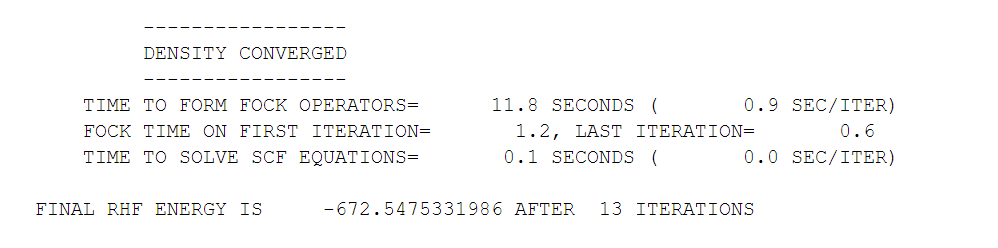 -----------------
DENSITY CONVERGED
-----------------
TIME TO FORM FOCK OPERATORS=      11.8 SECONDS (       0.9 SEC/ITER)
FOCK TIME ON FIRST ITERATION=       1.2, LAST ITERATION=       0.6
TIME TO SOLVE SCF EQUATIONS=       0.1 SECONDS (       0.0 SEC/ITER)
FINAL RHF ENERGY IS     -672.5475331986 AFTER  13 ITERATIONS